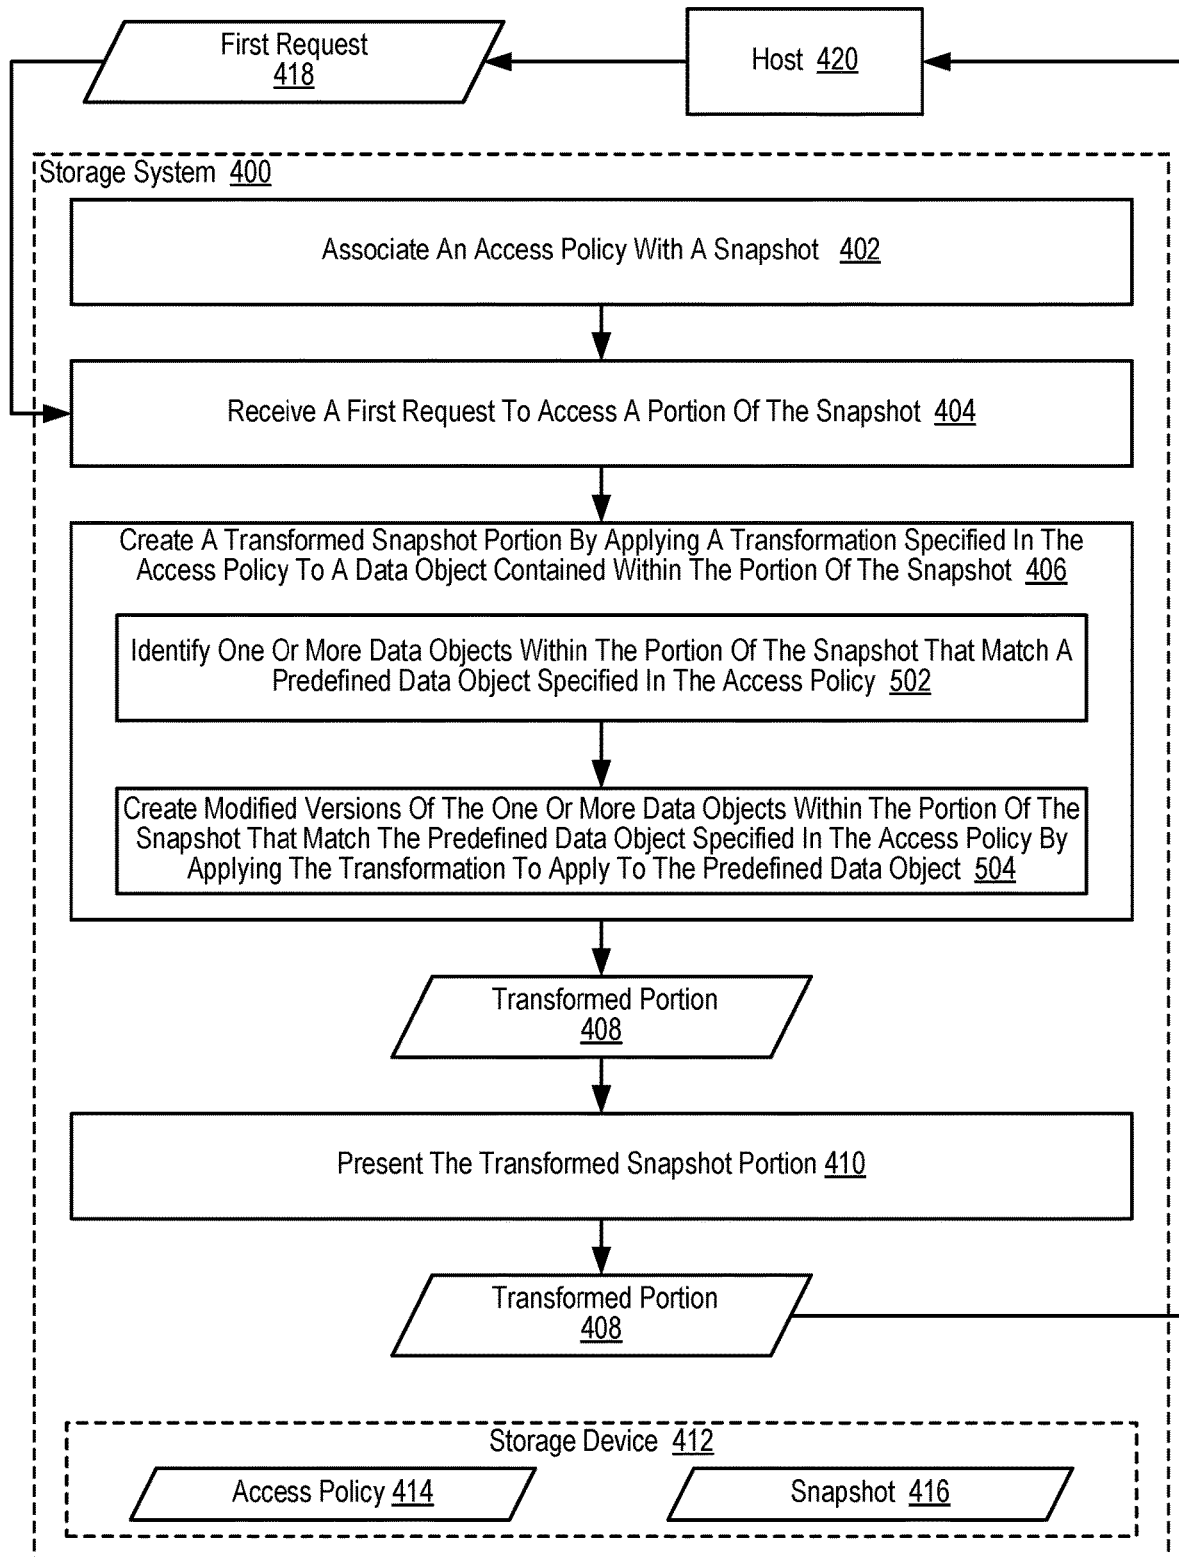 First Request
418
Host 420
Storage System 400
Associate An Access Policy With A Snapshot 402
Receive A First Request To Access A Portion Of The Snapshot 404
Create A Transformed Snapshot Portion By Applying A Transformation Specified In The
Access Policy To A Data Object Contained Within The Portion Of The Snapshot 406
Identify One Or More Data Objects Within The Portion Of The Snapshot That Match A
Predefined Data Object Specified In The Access Policy 502
Create Modified Versions Of The One Or More Data Objects Within The Portion Of The
Snapshot That Match The Predefined Data Object Specified In The Access Policy By
Applying The Transformation To Apply To The Predefined Data Object 504
Transformed Portion
408
Present The Transformed Snapshot Portion 410
Transformed Portion
408
Storage Device 412
Access Policy 414
Snapshot 416